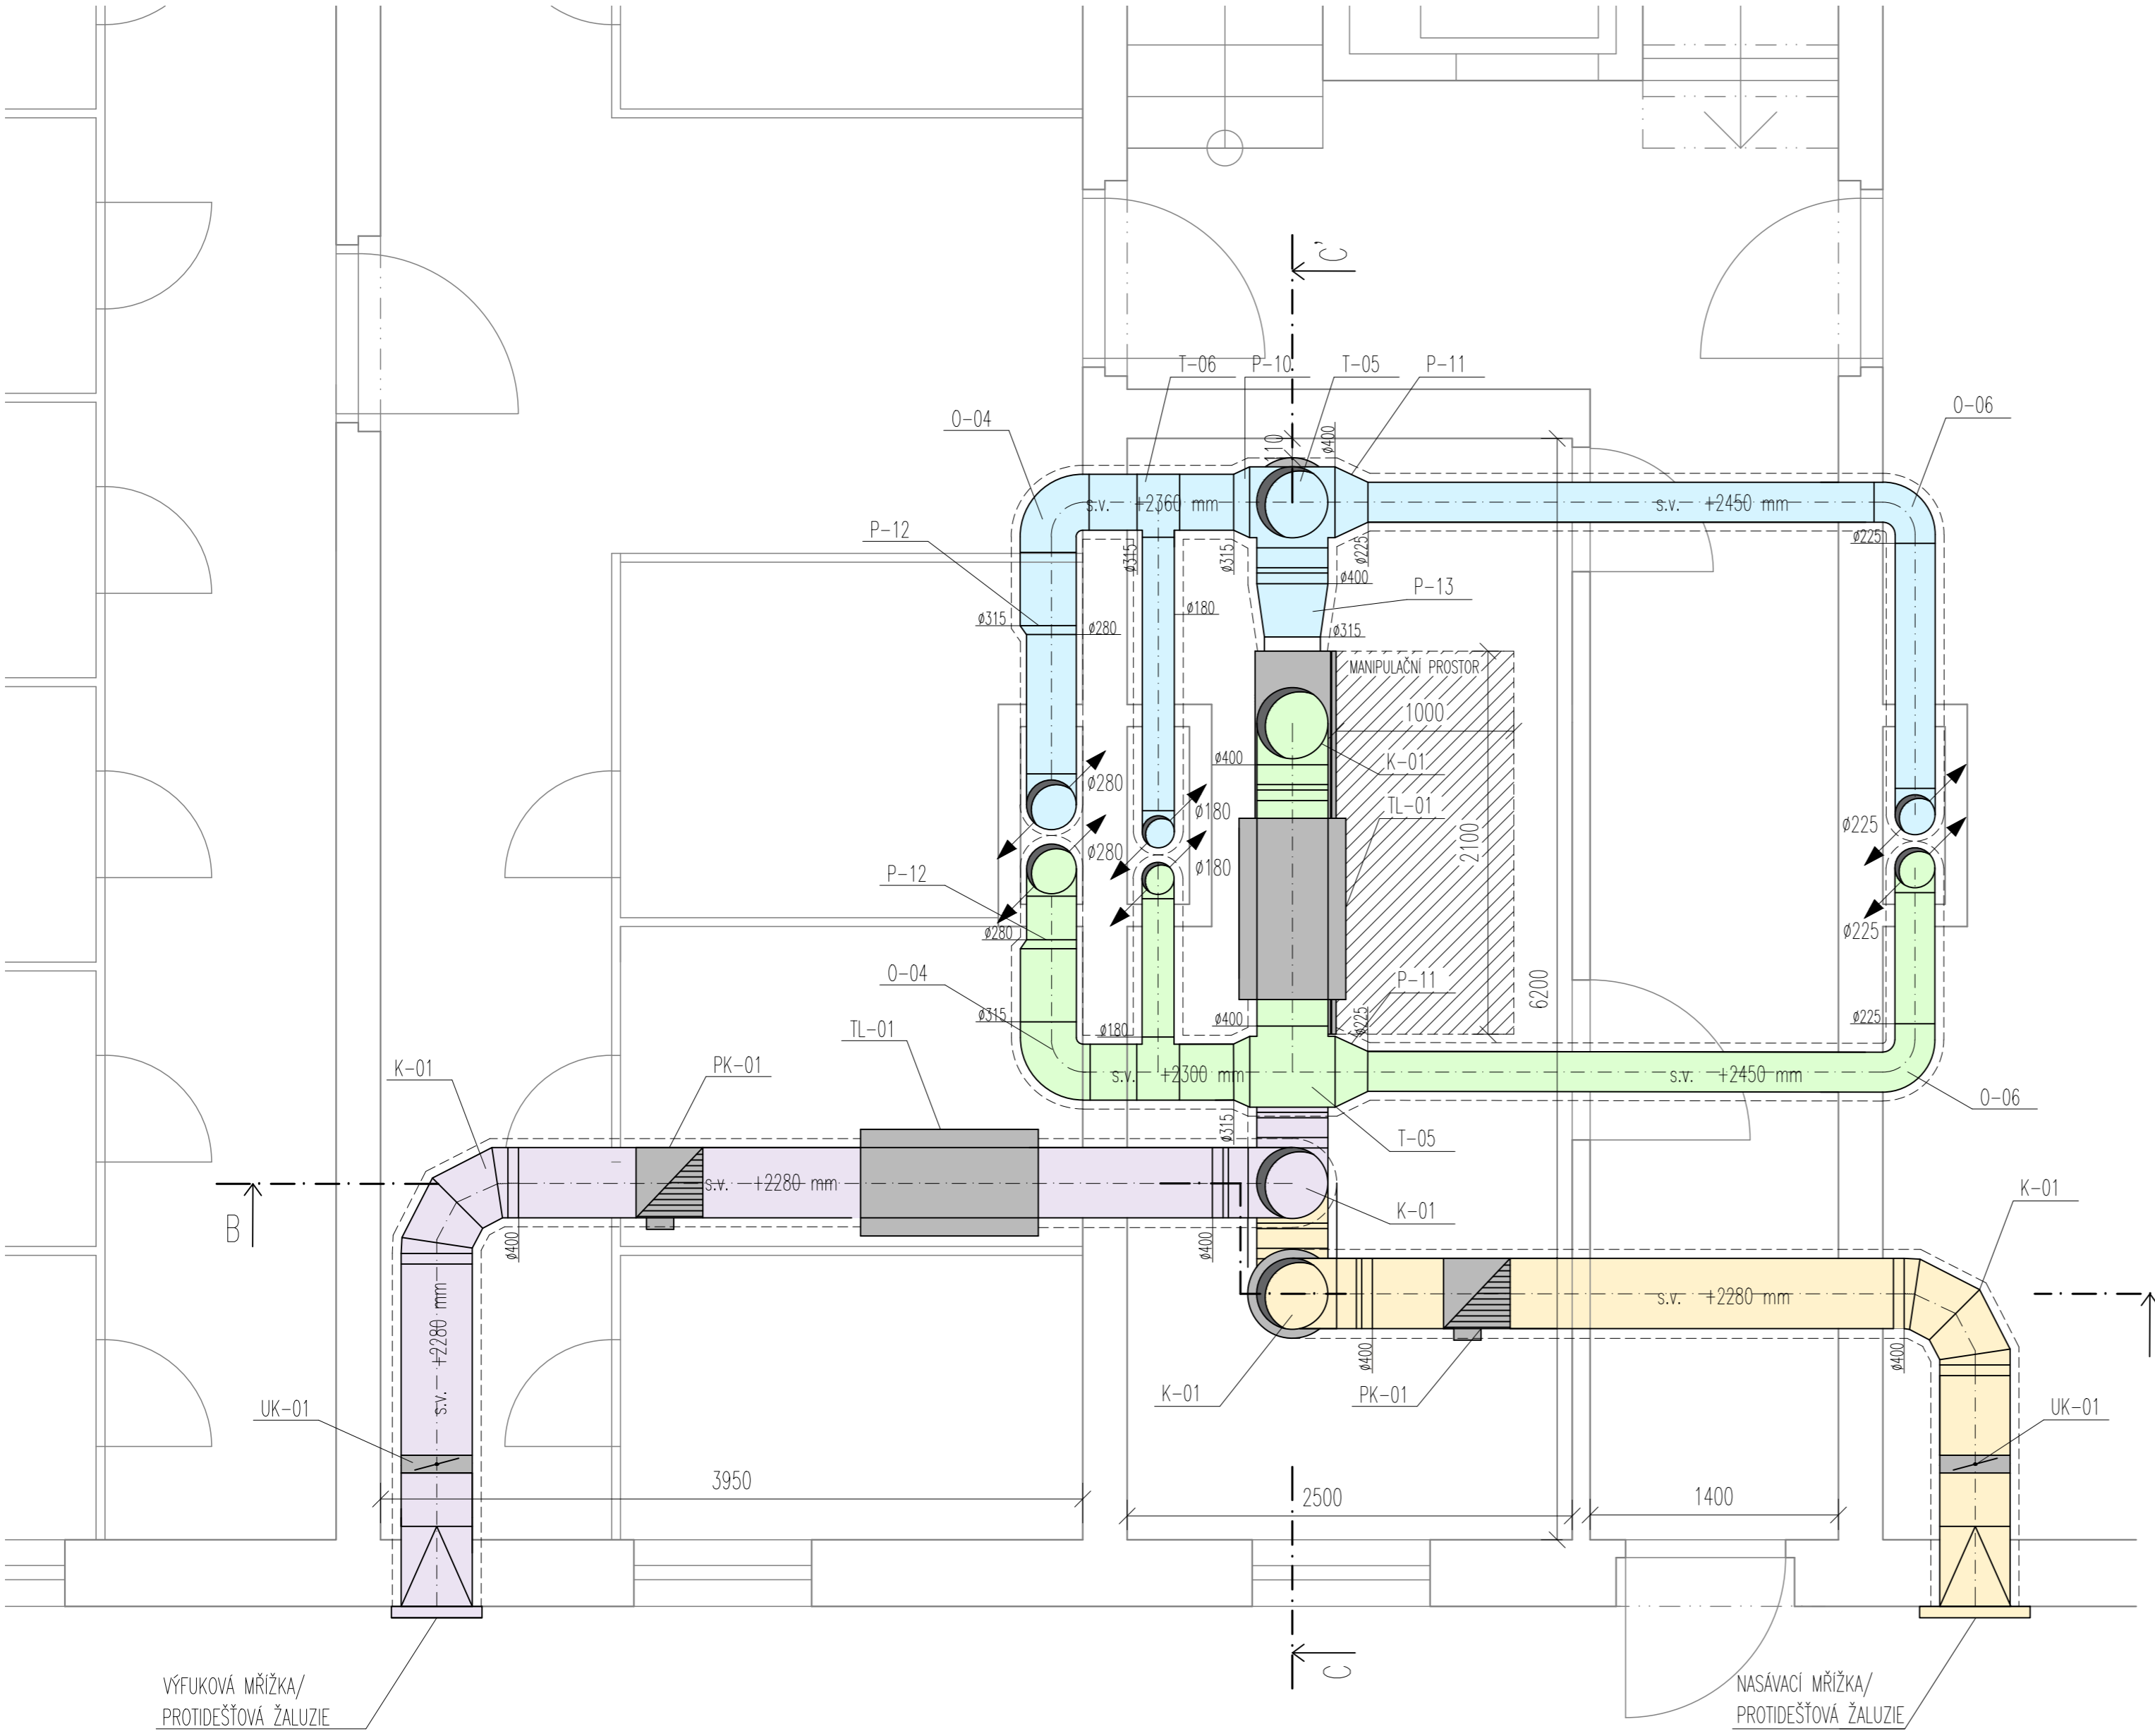 C'
T-06
P-10
T-05
P-11
O-04
O-06
110
ø400
s.v. +2360 mm
s.v. +2450 mm
P-12
ø315
ø315
ø225
ø225
ø400
P-13
ø180
ø315
ø280
ø315
MANIPULAČNÍ PROSTOR
1000
ø400
K-01
ø280
ø180
TL-01
ø225
2100
ø280
ø180
P-12
ø225
ø280
O-04
P-11
6200
ø315
ø180
ø400
ø225
ø225
TL-01
K-01
PK-01
s.v. +2300 mm
s.v. +2450 mm
O-06
ø315
T-05
s.v. +2280 mm
K-01
K-01
B
ø400
ø400
s.v. +2280 mm
s.v. +2280 mm
ø400
ø400
K-01
PK-01
UK-01
UK-01
3950
2500
1400
C
VÝFUKOVÁ MŘÍŽKA/
PROTIDEŠŤOVÁ ŽALUZIE
NASÁVACÍ MŘÍŽKA/
PROTIDEŠŤOVÁ ŽALUZIE